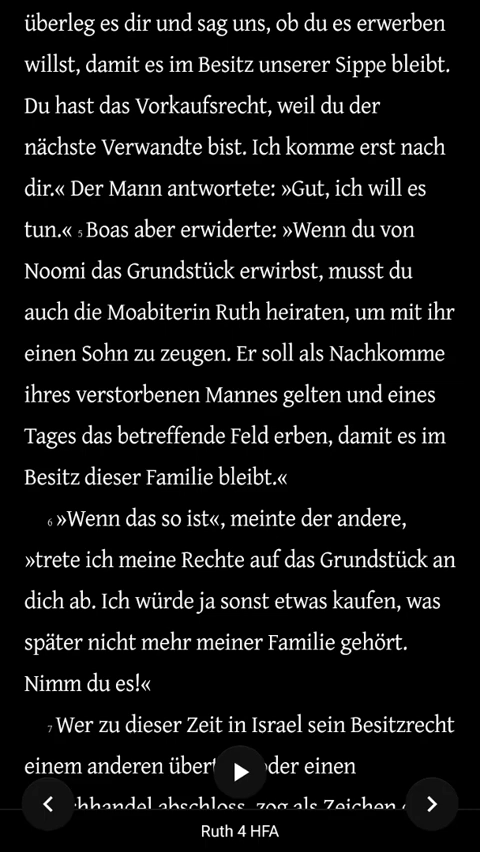 überleg es dir und sag uns, ob du es erwerben
willst, damit es im Besitz unserer Sippe bleibt.
Du hast das Vorkaufsrecht, weil du der
nächste Verwandte bist. Ich komme erst nach
dir.« Der Mann antwortete: »Gut, ich will es
tun.« 5 Boas aber erwiderte: »Wenn du von
Noomi das Grundstück erwirbst, musst du
auch die Moabiterin Ruth heiraten, um mit ihr
einen Sohn zu zeugen. Er soll als Nachkomme
ihres verstorbenen Mannes gelten und eines
Tages das betreffende Feld erben, damit es im
Besitz dieser Familie bleibt.«
6 »Wenn das so ist«, meinte der andere,
»trete ich meine Rechte auf das Grundstück an
dich ab. Ich würde ja sonst etwas kaufen, was
später nicht mehr meiner Familie gehört.
Nimm du es!«
7 Wer zu dieser Zeit in Israel sein Besitzrecht
einem anderen oder einen
abschloss, zog als Zeichen
Ruth 4 HFA